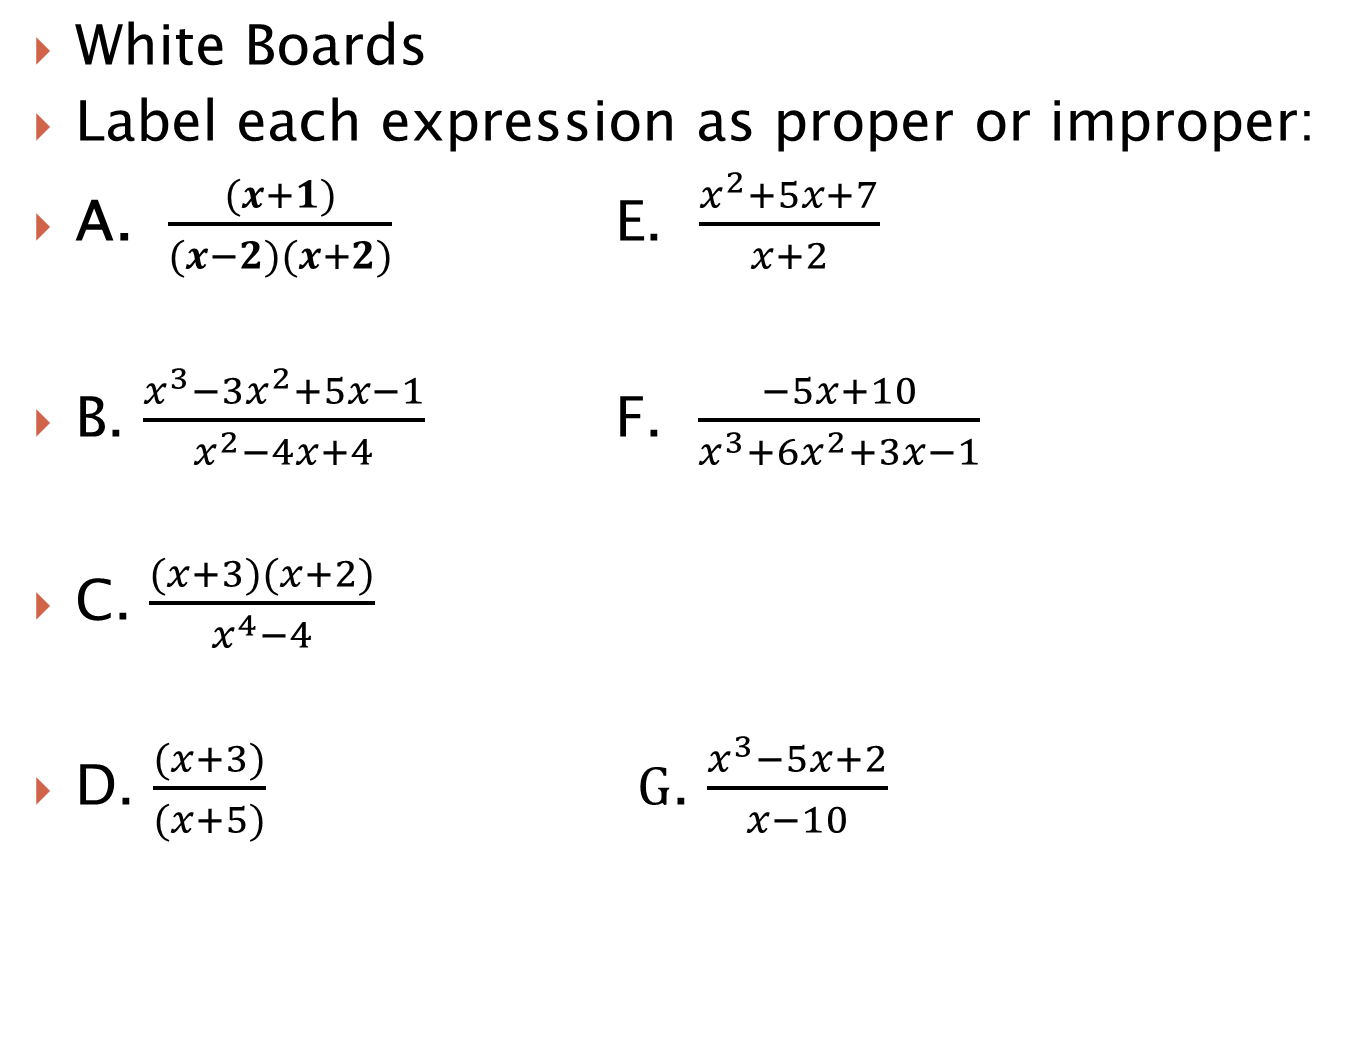 White Boards
Label each expression as proper or improper:
A. (x+1)/((x−2)(x+2)) E. (x²+5x+7)/(x+2)
B. (x³−3x²+5x−1)/(x²−4x+4) F. (−5x+10)/(x³+6x²+3x−1)
C. ((x+3)(x+2))/(x⁴−4)
D. (x+3)/(x+5) G. (x³−5x+2)/(x−10)